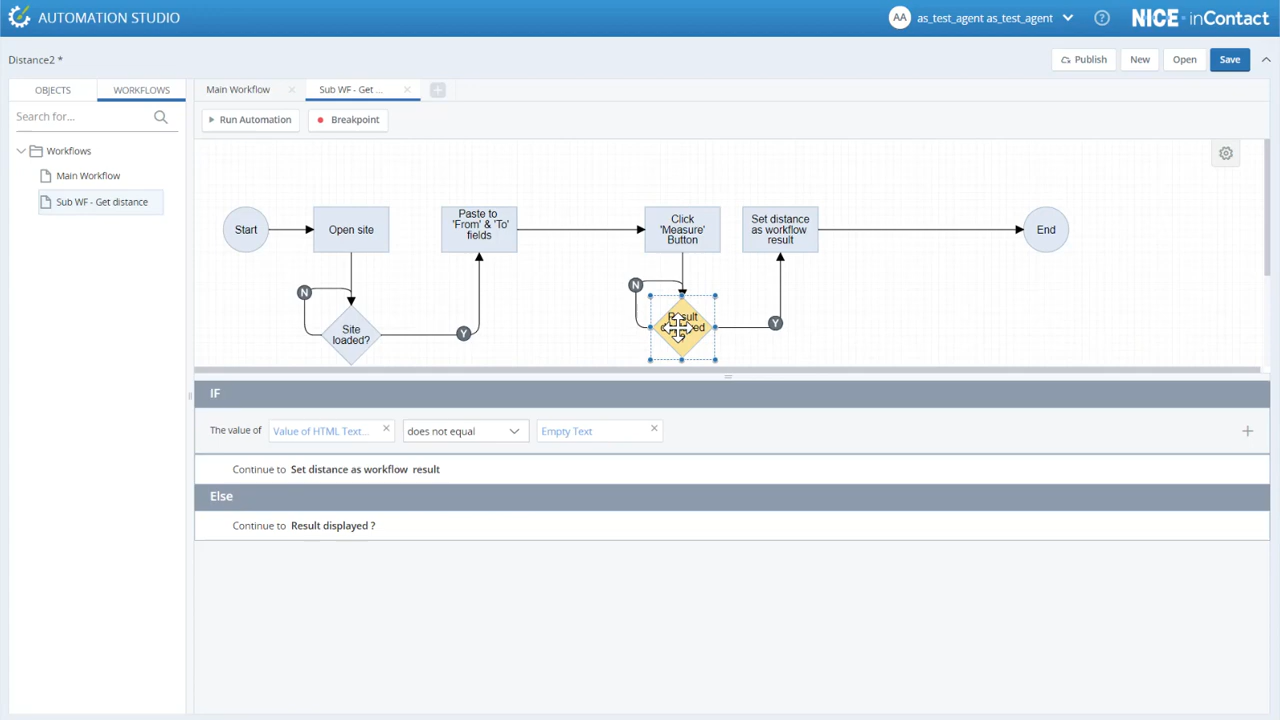 AUTOMATION STUDIO
AA as_test_agent as_test_agent
?
NICE inContact
Distance2 *
Publish
New
Open
Save
OBJECTS
WORKFLOWS
Main Workflow
Sub WF - Get ...
Search for...
Run Automation
Breakpoint
Workflows
Main Workflow
Sub WF - Get distance
Start
Open site
Paste to
'From' & 'To'
fields
Click
'Measure'
Button
Set distance
as workflow
result
End
N
Site
loaded?
Y
N
Result
Y
IF
The value of Value of HTML Text... does not equal Empty Text
Continue to Set distance as workflow result
Else
Continue to Result displayed ?